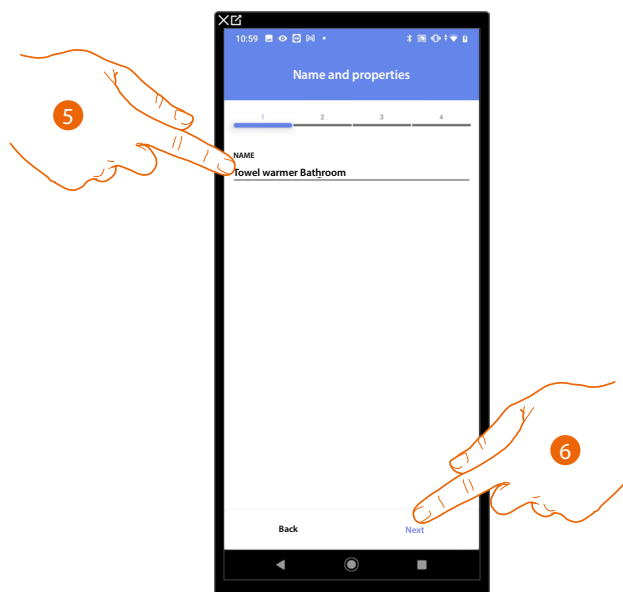 10:59
Name and properties
1 2 3 4
NAME
Towel warmer Bathroom
5
6
Back Next